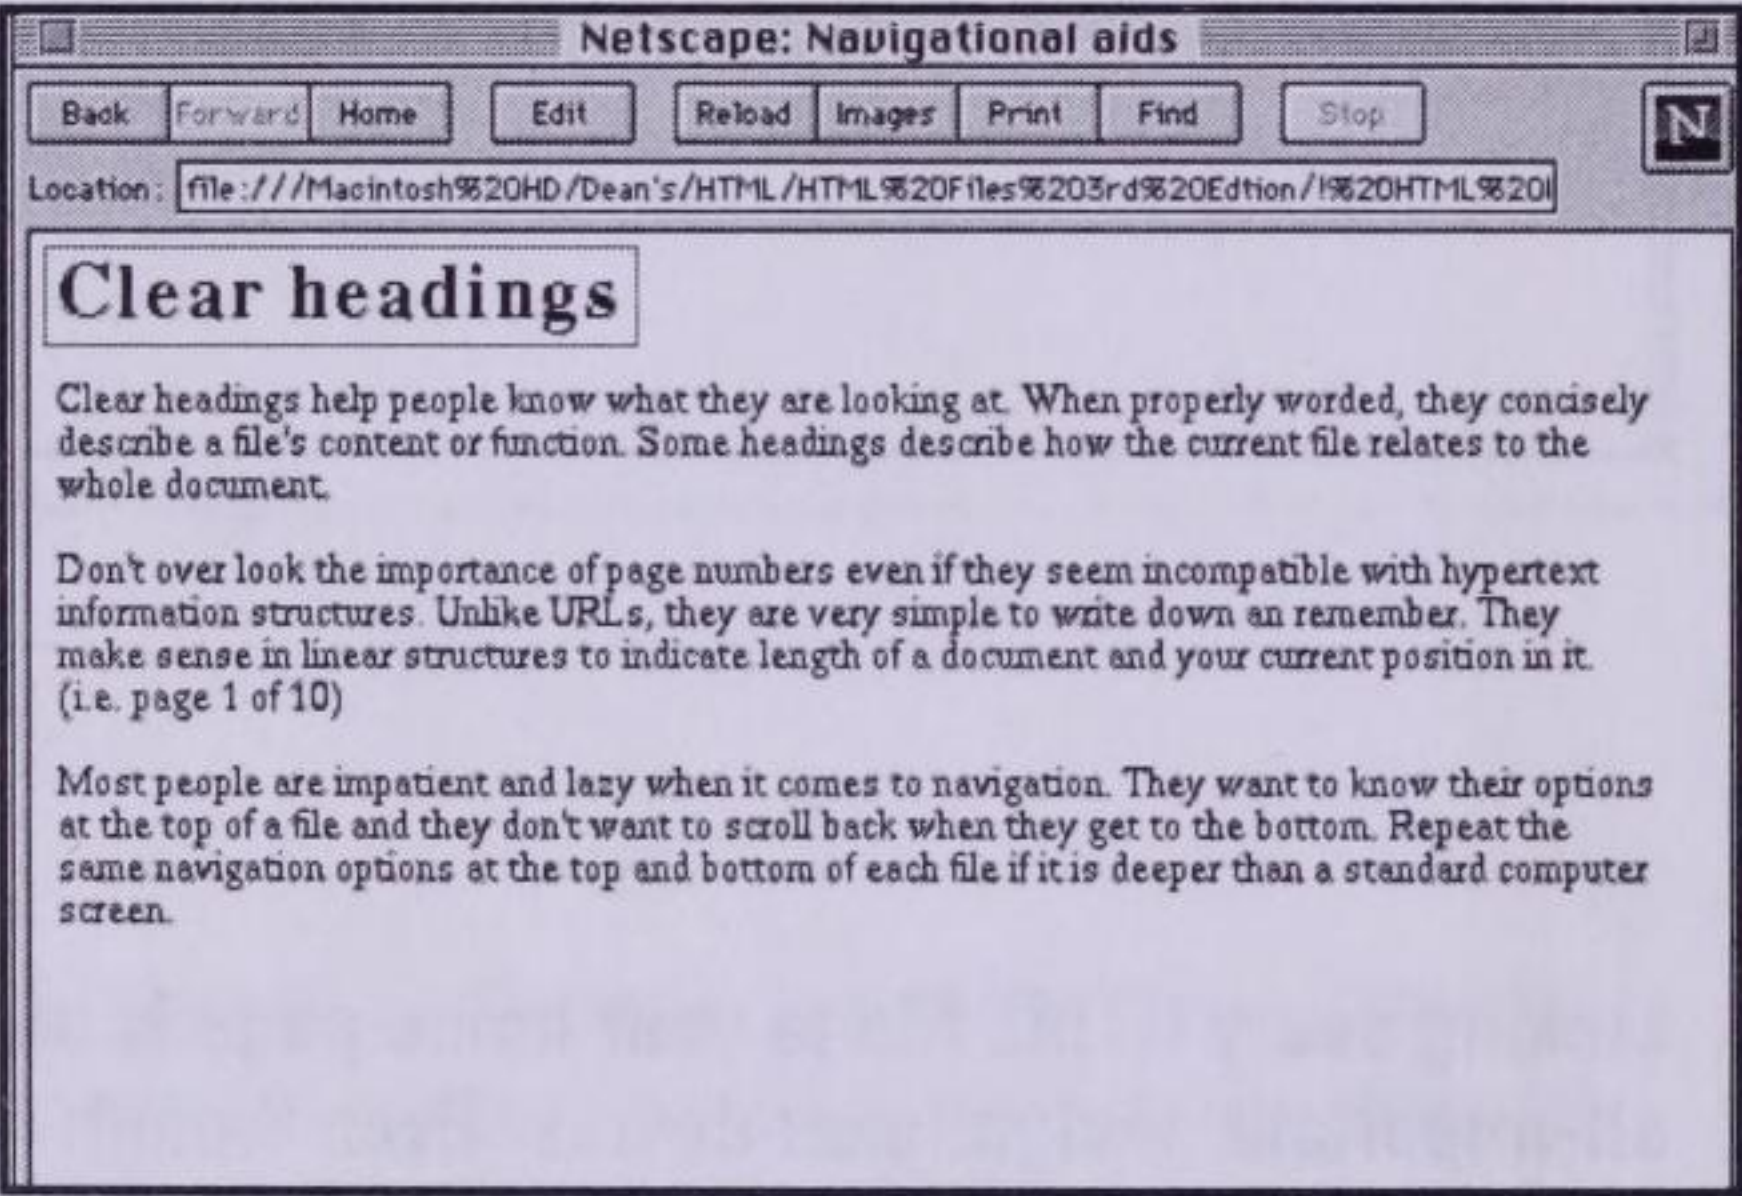 Netscape: Navigational aids
Back Forward Home Edit Reload Images Print Find Stop
N
Location: file:///Macintosh%20HD/Dean's/HTML/HTML%20Files%203rd%20Edtion/!%20HTML%20
Clear headings
Clear headings help people know what they are looking at. When properly worded, they concisely
describe a file's content or function. Some headings describe how the current file relates to the
whole document.
Don't over look the importance of page numbers even if they seem incompatible with hypertext
information structures. Unlike URLs, they are very simple to write down an remember. They
make sense in linear structures to indicate length of a document and your current position in it.
(i.e. page 1 of 10)
Most people are impatient and lazy when it comes to navigation. They want to know their options
at the top of a file and they don't want to scroll back when they get to the bottom. Repeat the
same navigation options at the top and bottom of each file if it is deeper than a standard computer
screen.